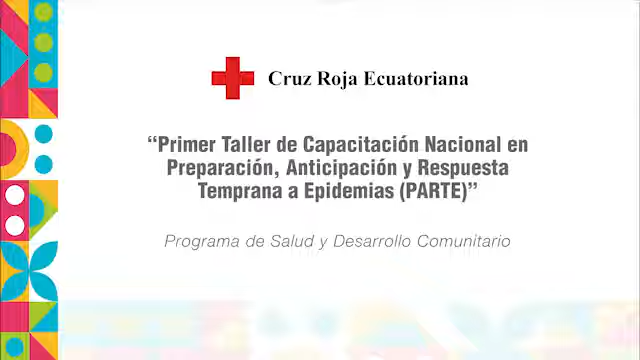 Cruz Roja Ecuatoriana
“Primer Taller de Capacitación Nacional en
Preparación, Anticipación y Respuesta
Temprana a Epidemias (PARTE)”
Programa de Salud y Desarrollo Comunitario